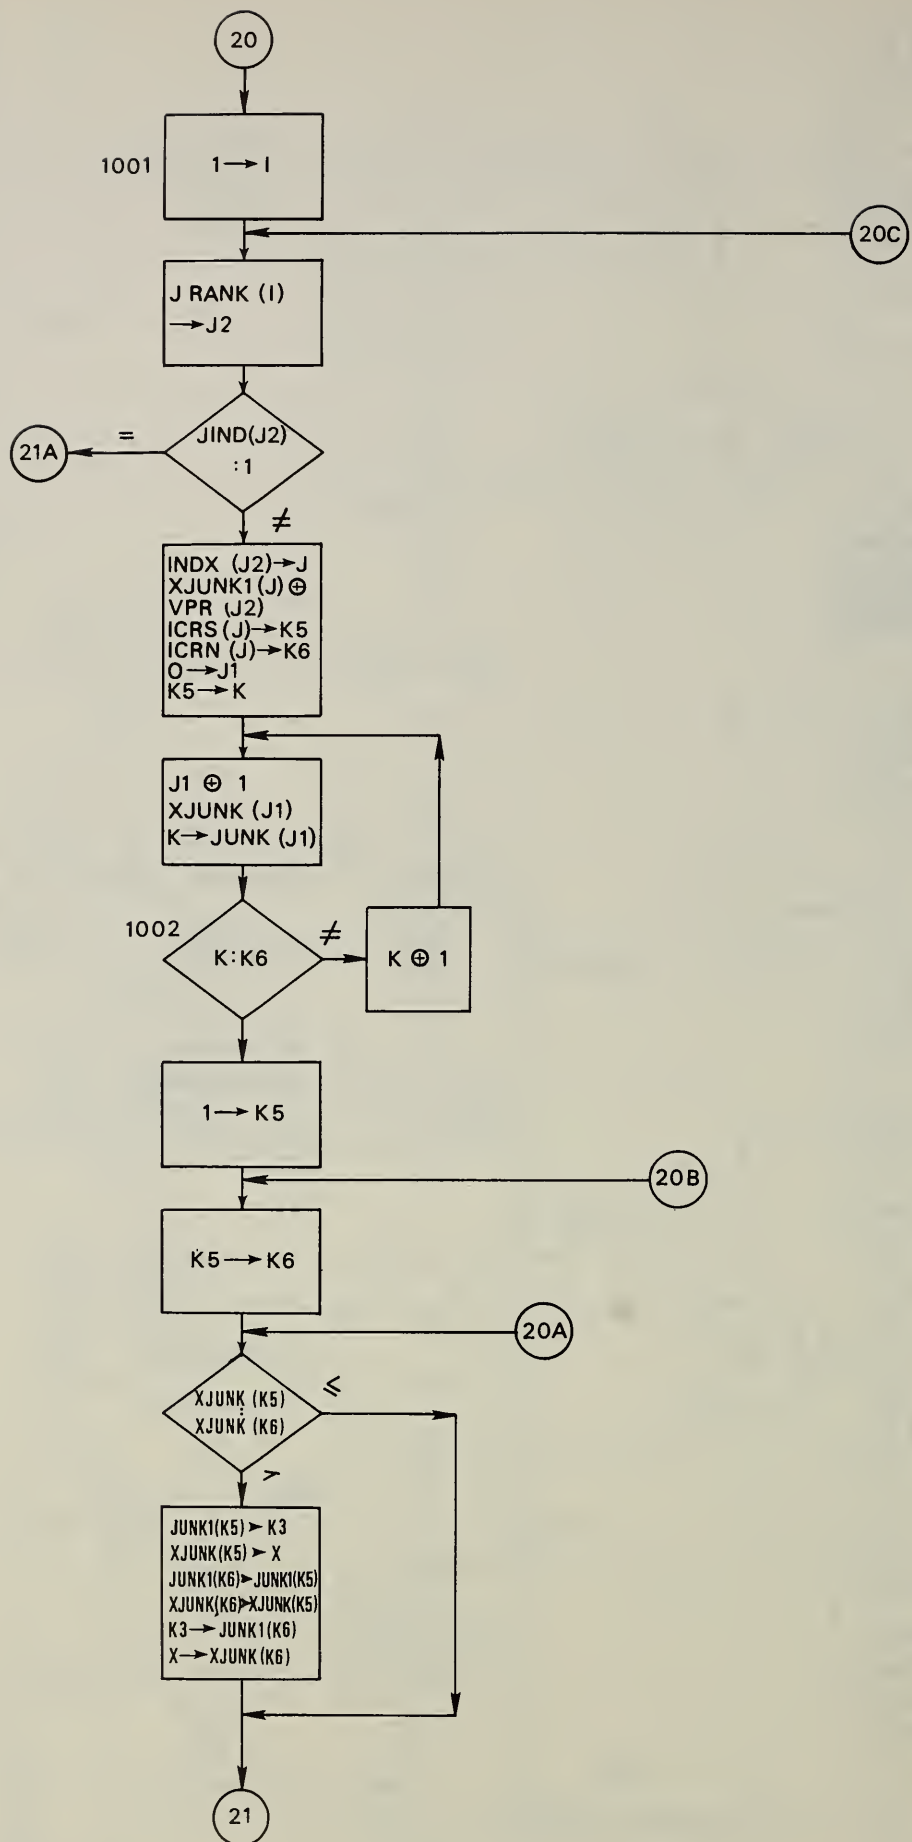 20
1001
1→I
20C
J RANK (I)
→J2
21A
=
JIND(J2)
:1
≠
INDX (J2)→J
XJUNK1(J)⊕
VPR (J2)
ICRS(J)→K5
ICRN (J)→K6
O→J1
K5→K
J1 ⊕ 1
XJUNK (J1)
K→JUNK (J1)
1002
K:K6
≠
K ⊕ 1
1→K5
20B
K5→K6
20A
XJUNK (K5)
:
XJUNK (K6)
≤
>
JUNK1(K5)➤K3
XJUNK(K5)➤X
JUNK1(K6)➤JUNK1(K5)
XJUNK(K6)➤XJUNK(K5)
K3→JUNK1(K6)
X→XJUNK(K6)
21